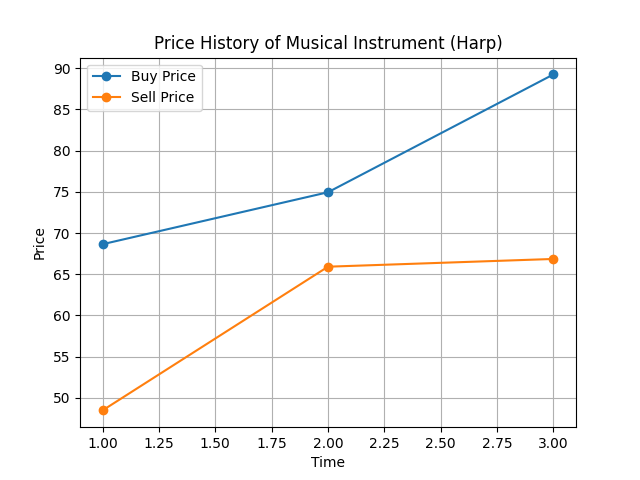 Price History of Musical Instrument (Harp)
Buy Price
Sell Price
90
85
80
75
70
65
60
55
50
Price
1.00 1.25 1.50 1.75 2.00 2.25 2.50 2.75 3.00
Time